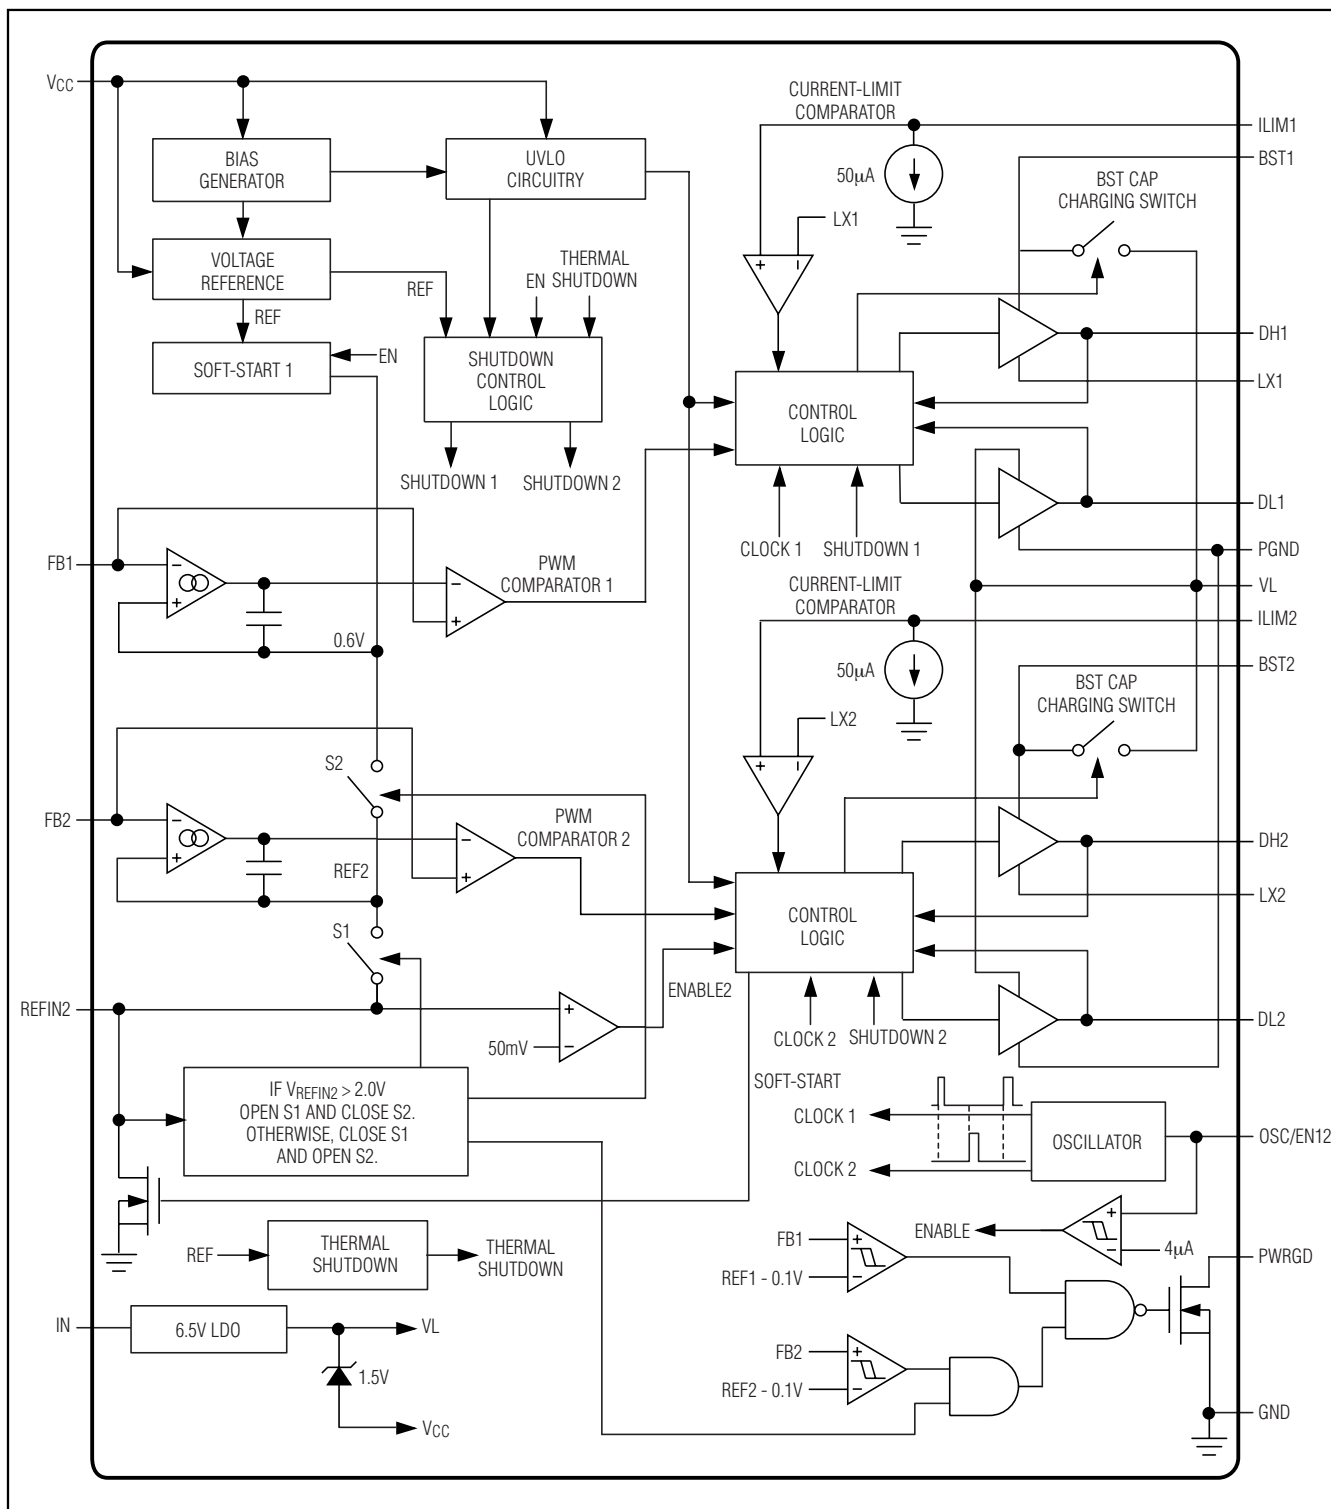 VCC
BIAS
GENERATOR
UVLO
CIRCUITRY
VOLTAGE
REFERENCE
REF
REF
EN
THERMAL
SHUTDOWN
SOFT-START 1
EN
SHUTDOWN
CONTROL
LOGIC
SHUTDOWN 1
SHUTDOWN 2
FB1
−
+
0.6V
−
+
PWM
COMPARATOR 1
FB2
−
+
REF2
S2
−
+
PWM
COMPARATOR 2
S1
REFIN2
+
−
50mV
ENABLE2
IF VREFIN2 > 2.0V
OPEN S1 AND CLOSE S2.
OTHERWISE, CLOSE S1
AND OPEN S2.
REF
THERMAL
SHUTDOWN
THERMAL
SHUTDOWN
IN
6.5V LDO
VL
1.5V
VCC
CURRENT-LIMIT
COMPARATOR
50µA
LX1
+
−
CONTROL
LOGIC
CLOCK 1
SHUTDOWN 1
BST CAP
CHARGING SWITCH
ILIM1
BST1
DH1
LX1
DL1
PGND
VL
ILIM2
BST2
CURRENT-LIMIT
COMPARATOR
50µA
LX2
+
−
BST CAP
CHARGING SWITCH
CONTROL
LOGIC
CLOCK 2
SHUTDOWN 2
DH2
LX2
DL2
SOFT-START
CLOCK 1
CLOCK 2
OSCILLATOR
OSC/EN12
ENABLE
+
−
4µA
FB1
+
REF1 - 0.1V
−
FB2
+
REF2 - 0.1V
−
PWRGD
GND